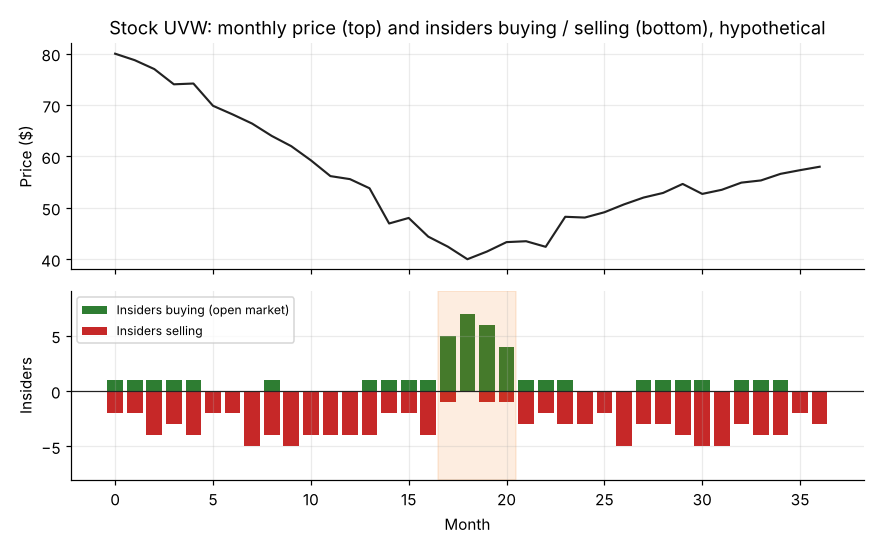 Stock UVW: monthly price (top) and insiders buying / selling (bottom), hypothetical
80
70
60
50
40
Price ($)
Insiders buying (open market)
Insiders selling
5
0
−5
Insiders
0 5 10 15 20 25 30 35
Month